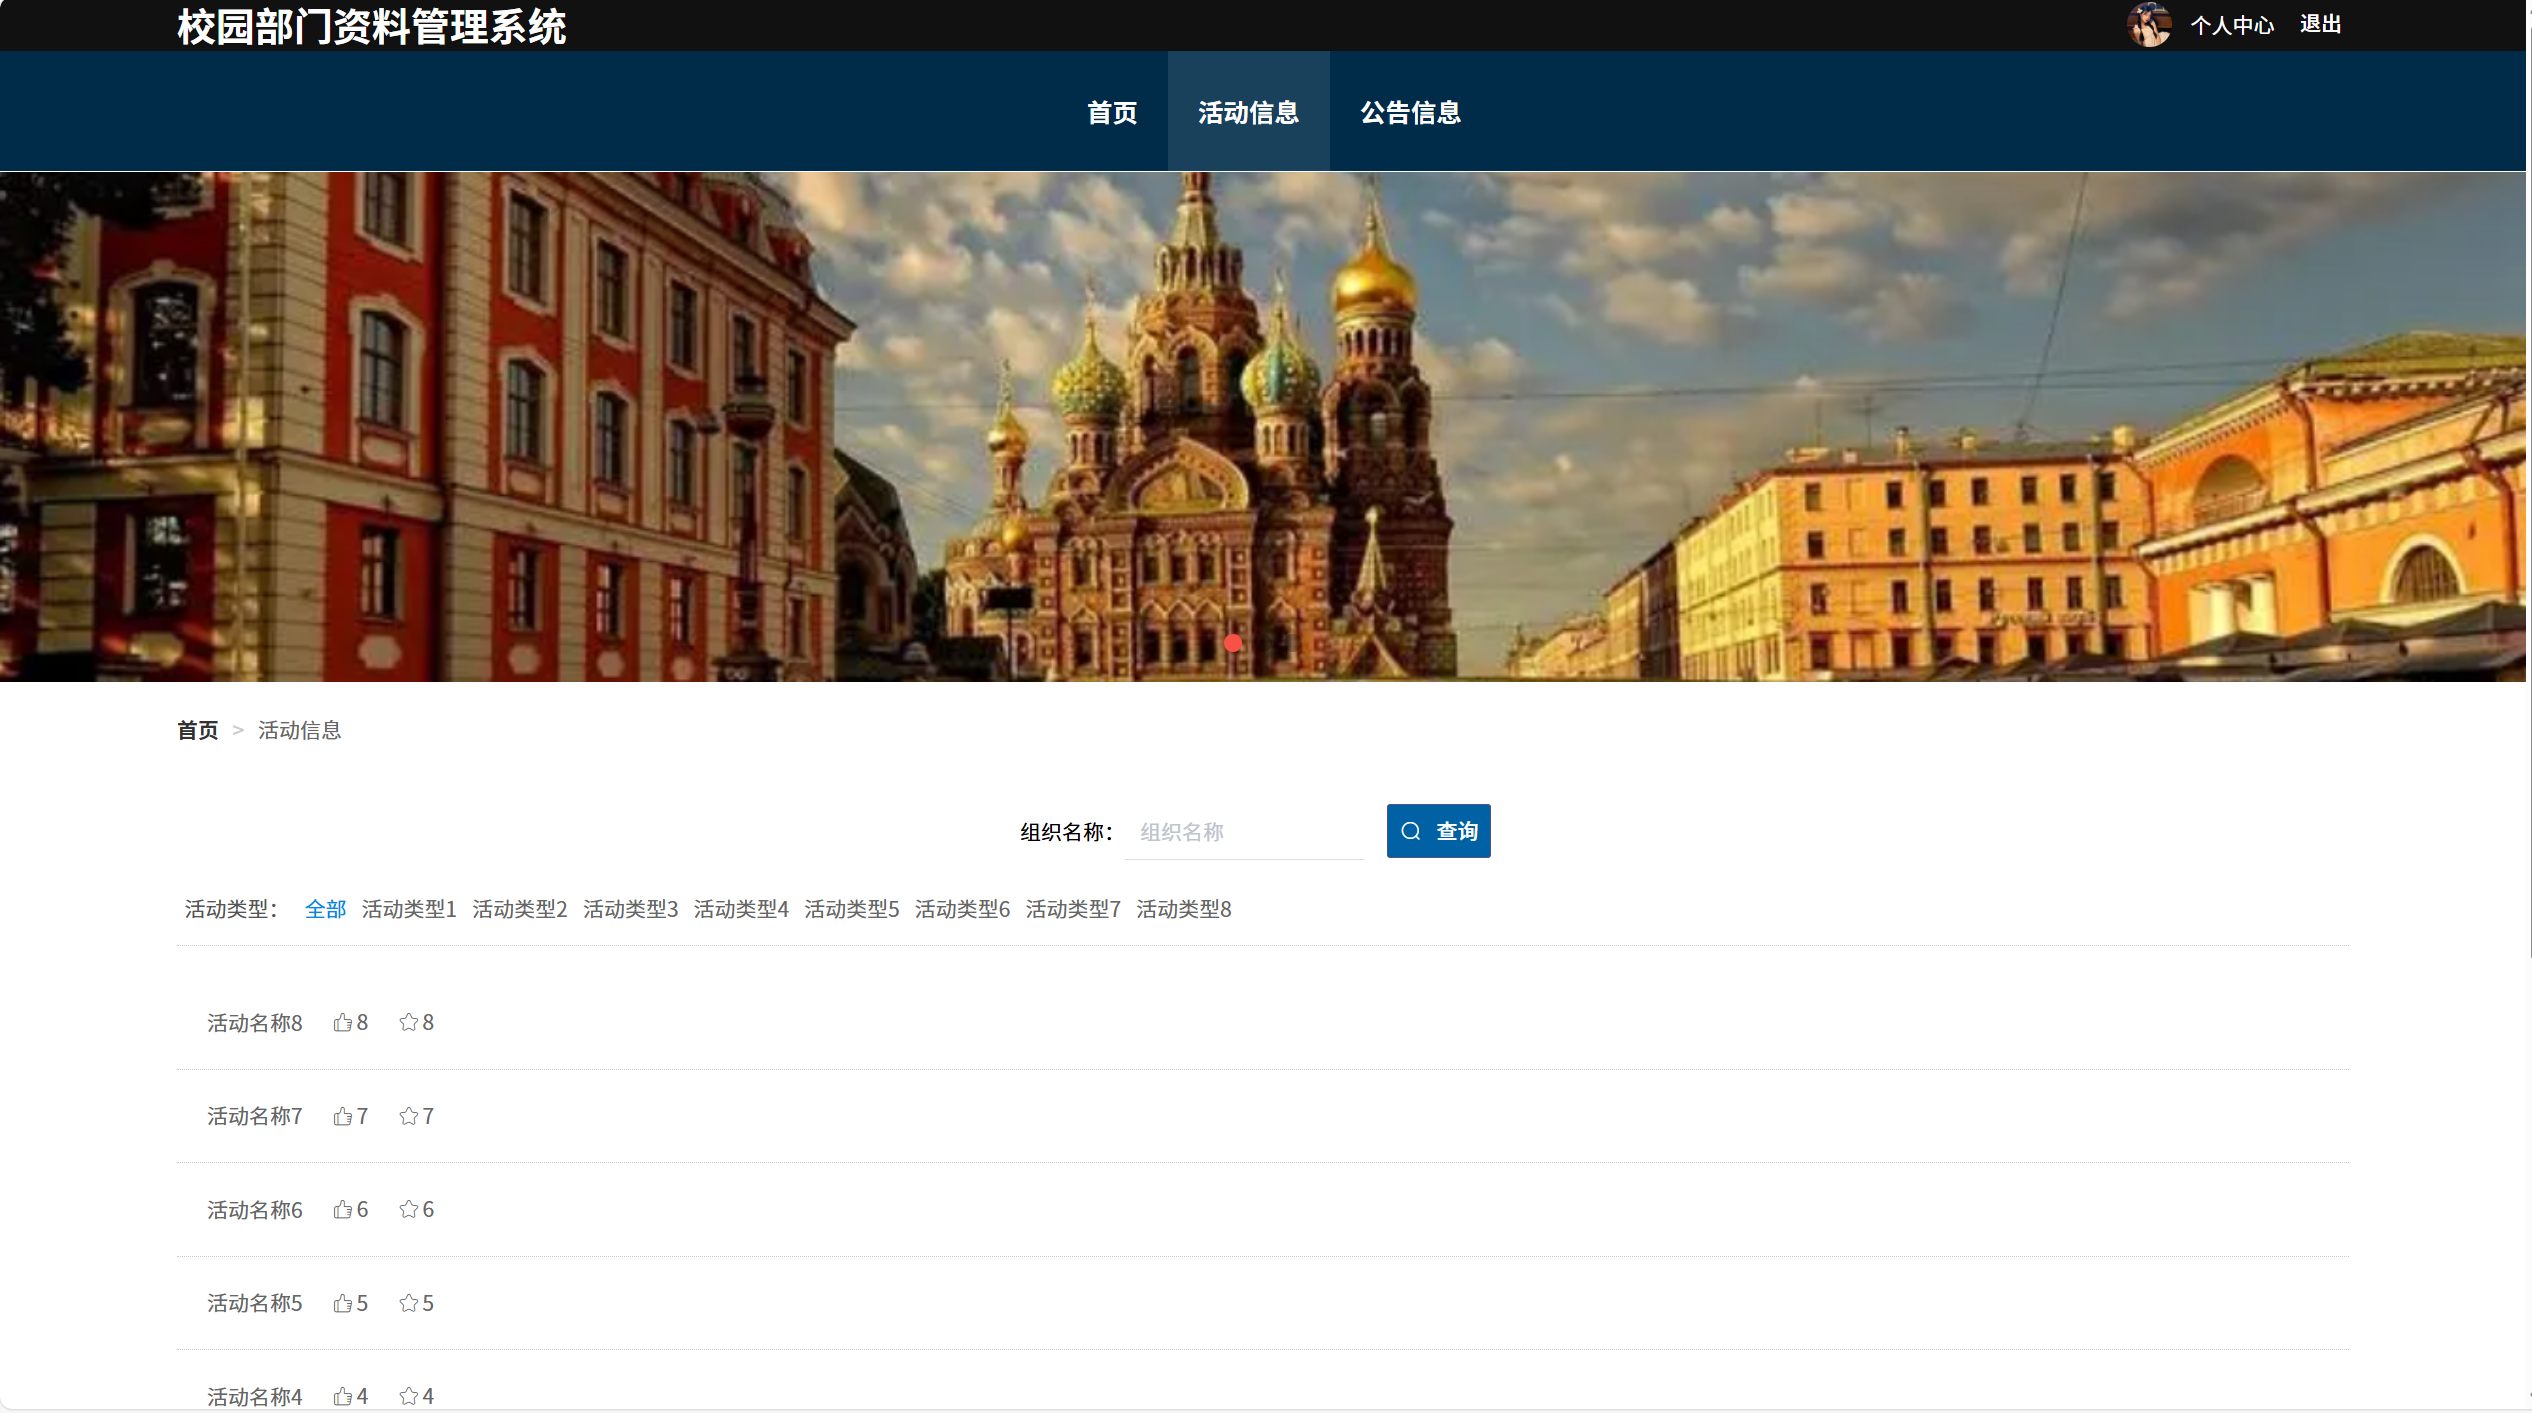 校园部门资料管理系统
个人中心 退出
首页 活动信息 公告信息
首页 > 活动信息
组织名称： 组织名称 查询
活动类型： 全部 活动类型1 活动类型2 活动类型3 活动类型4 活动类型5 活动类型6 活动类型7 活动类型8
活动名称8 8 8
活动名称7 7 7
活动名称6 6 6
活动名称5 5 5
活动名称4 4 4